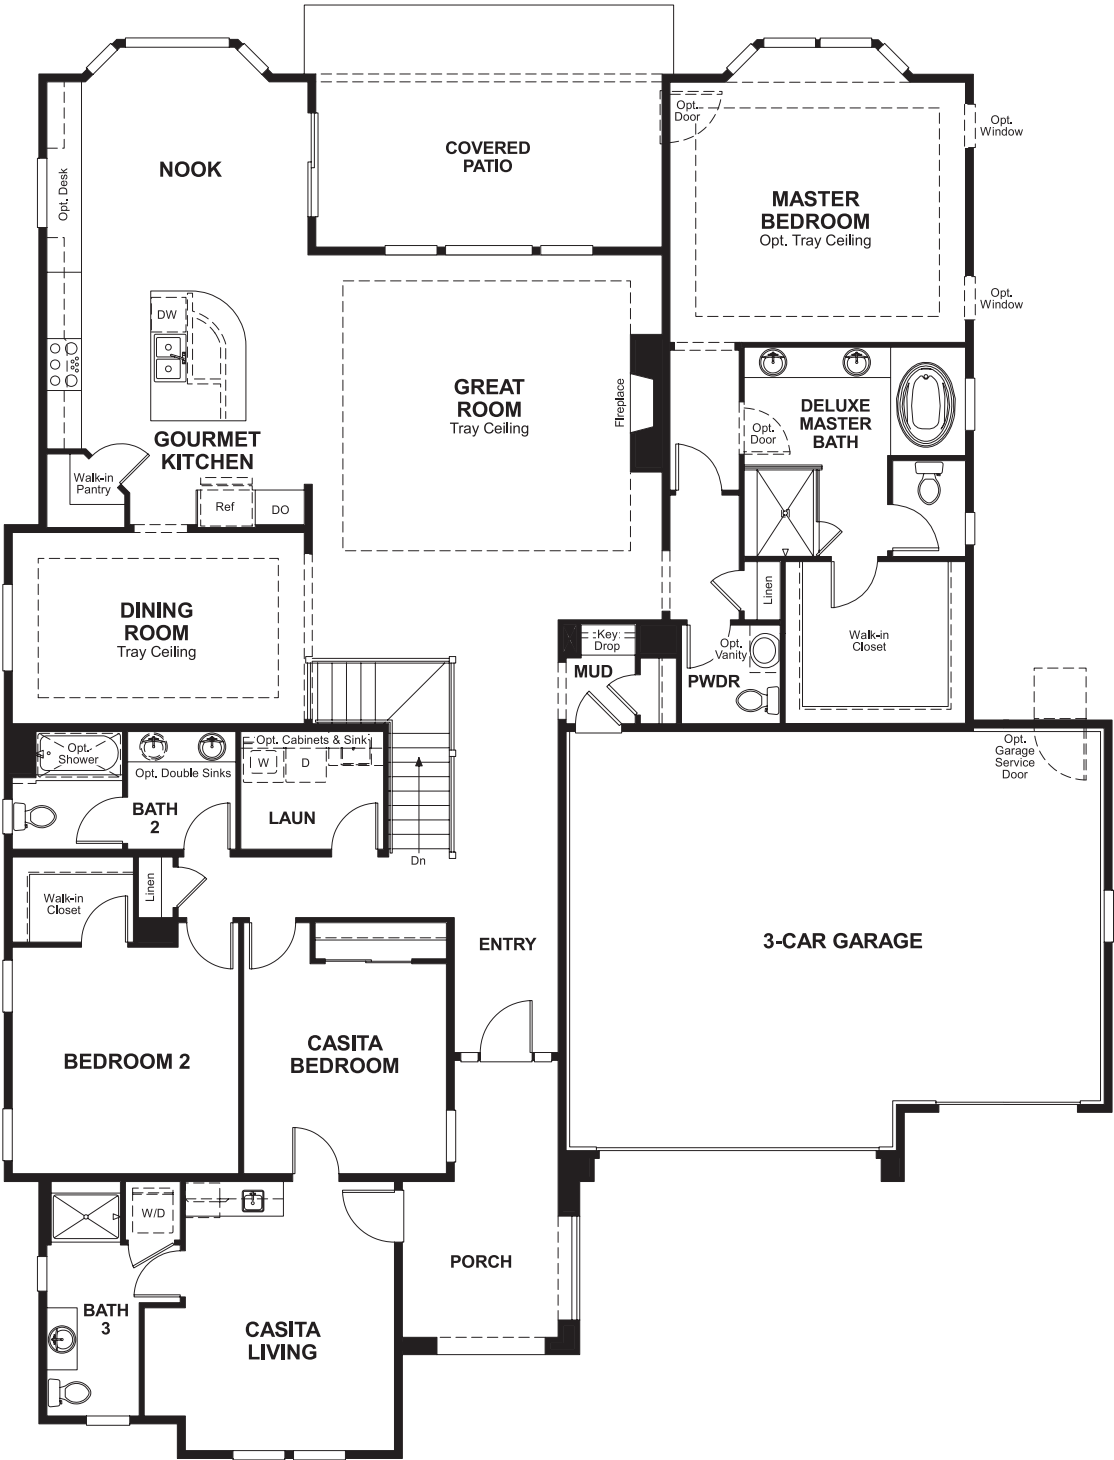 NOOK
Opt. Desk
COVERED
PATIO
Opt.
Door
Opt.
Window
MASTER
BEDROOM
Opt. Tray Ceiling
Opt.
Window
DW
GREAT
ROOM
Tray Ceiling
Fireplace
DELUXE
MASTER
BATH
Opt.
Door
GOURMET
KITCHEN
Walk-in
Pantry
Ref
DO
DINING
ROOM
Tray Ceiling
Linen
Key
Drop
MUD
Opt.
Vanity
PWDR
Walk-in
Closet
Opt.
Shower
Opt. Double Sinks
Opt. Cabinets & Sink
W
D
BATH
2
LAUN
Dn
Opt.
Garage
Service
Door
Walk-in
Closet
Linen
ENTRY
3-CAR GARAGE
BEDROOM 2
CASITA
BEDROOM
W/D
PORCH
BATH
3
CASITA
LIVING